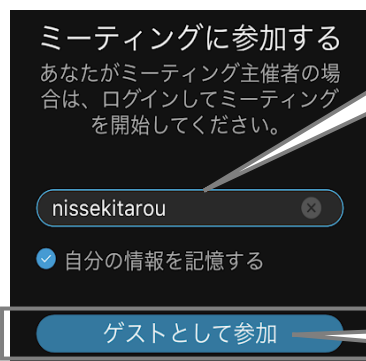 ミーティングに参加する
あなたがミーティング主催者の場
合は、ログインしてミーティング
を開始してください。
nissekitarou
自分の情報を記憶する
ゲストとして参加